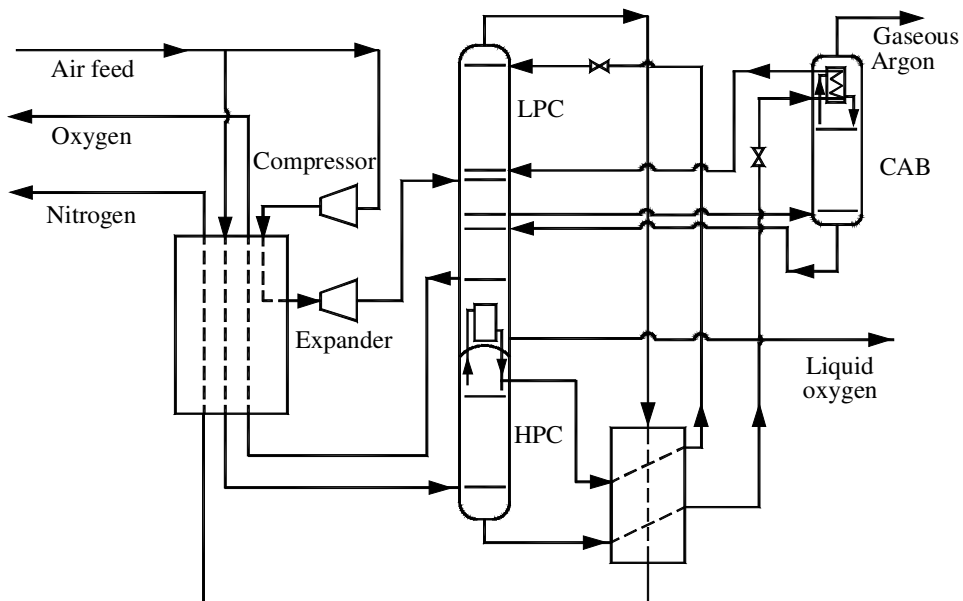 Gaseous
Argon
Air feed
LPC
Oxygen
Compressor
CAB
Nitrogen
Expander
Liquid
oxygen
HPC